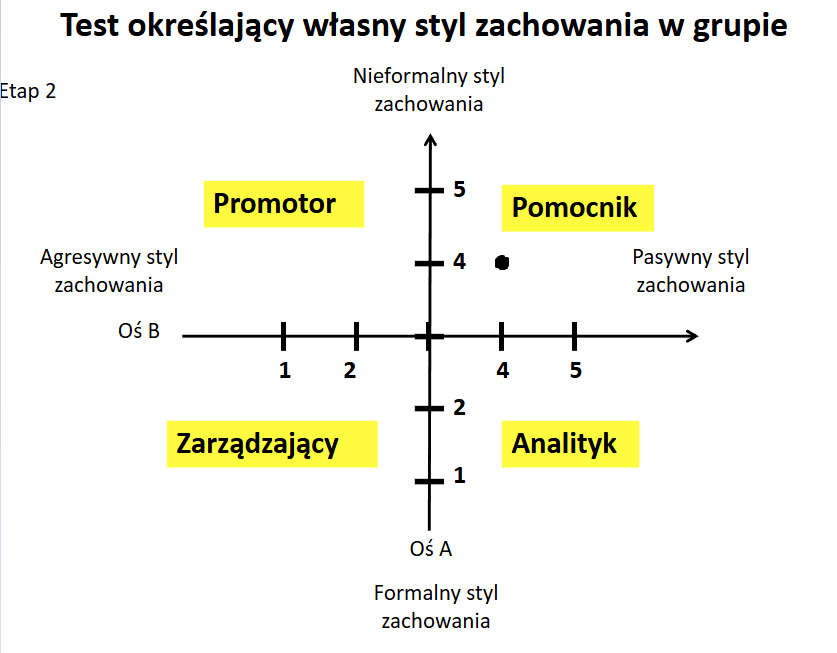 Test określający własny styl zachowania w grupie
Etap 2
Nieformalny styl
zachowania
Promotor
5
Pomocnik
Agresywny styl
zachowania
4
Pasywny styl
zachowania
Oś B
1
2
4
5
2
Zarządzający
Analityk
1
Oś A
Formalny styl
zachowania